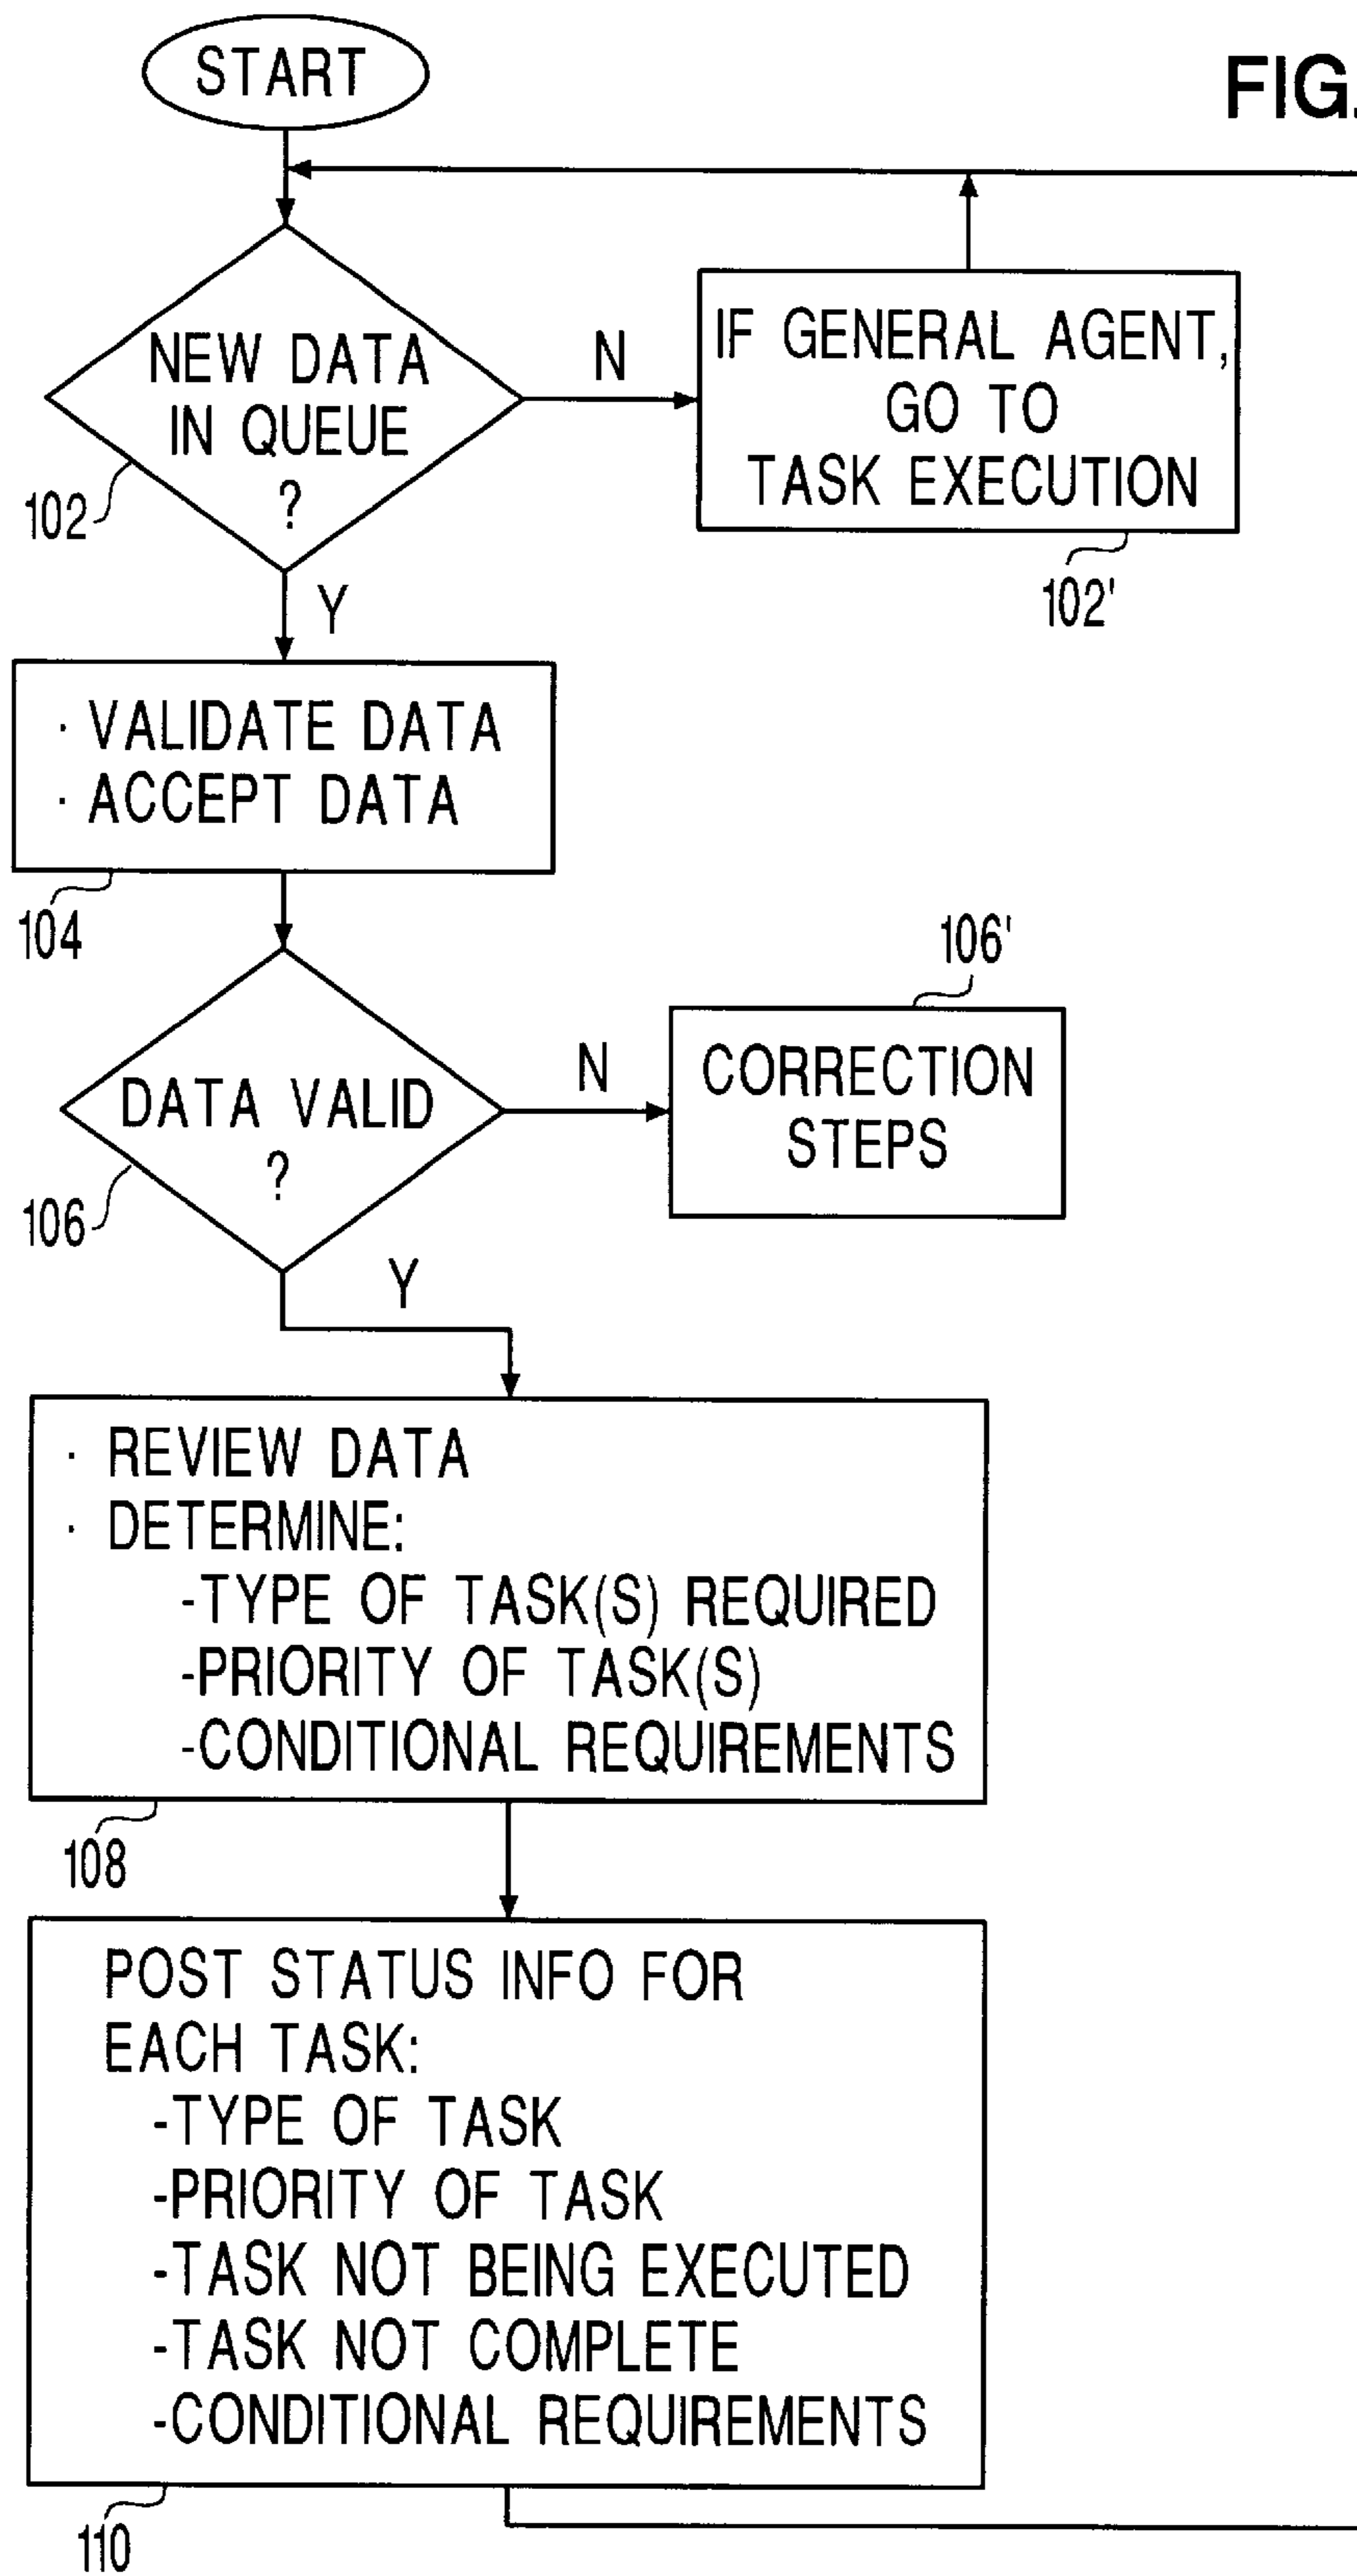 START
FIG.
NEW DATA
IN QUEUE
?
102
N
IF GENERAL AGENT,
GO TO
TASK EXECUTION
102'
Y
· VALIDATE DATA
· ACCEPT DATA
104
DATA VALID
?
106
N
106'
CORRECTION
STEPS
Y
· REVIEW DATA
· DETERMINE:
-TYPE OF TASK(S) REQUIRED
-PRIORITY OF TASK(S)
-CONDITIONAL REQUIREMENTS
108
POST STATUS INFO FOR
EACH TASK:
-TYPE OF TASK
-PRIORITY OF TASK
-TASK NOT BEING EXECUTED
-TASK NOT COMPLETE
-CONDITIONAL REQUIREMENTS
110